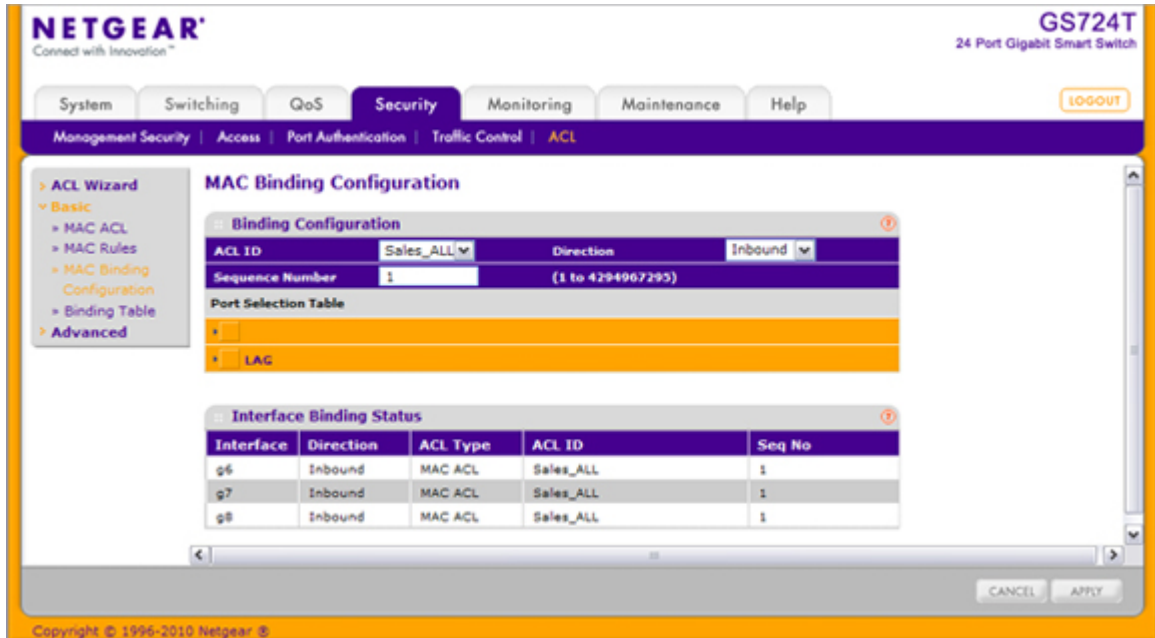 NETGEAR®
Connect with Innovation™
GS724T
24 Port Gigabit Smart Switch
System Switching QoS Security Monitoring Maintenance Help LOGOUT
Management Security | Access | Port Authentication | Traffic Control | ACL
ACL Wizard
Basic
» MAC ACL
» MAC Rules
» MAC Binding
Configuration
» Binding Table
Advanced
MAC Binding Configuration
Binding Configuration ?
ACL ID Sales_ALL Direction Inbound
Sequence Number 1 (1 to 4294967295)
Port Selection Table
LAG
Interface Binding Status ?
Interface Direction ACL Type ACL ID Seq No
g6 Inbound MAC ACL Sales_ALL 1
g7 Inbound MAC ACL Sales_ALL 1
g8 Inbound MAC ACL Sales_ALL 1
CANCEL APPLY
Copyright © 1996-2010 Netgear ®